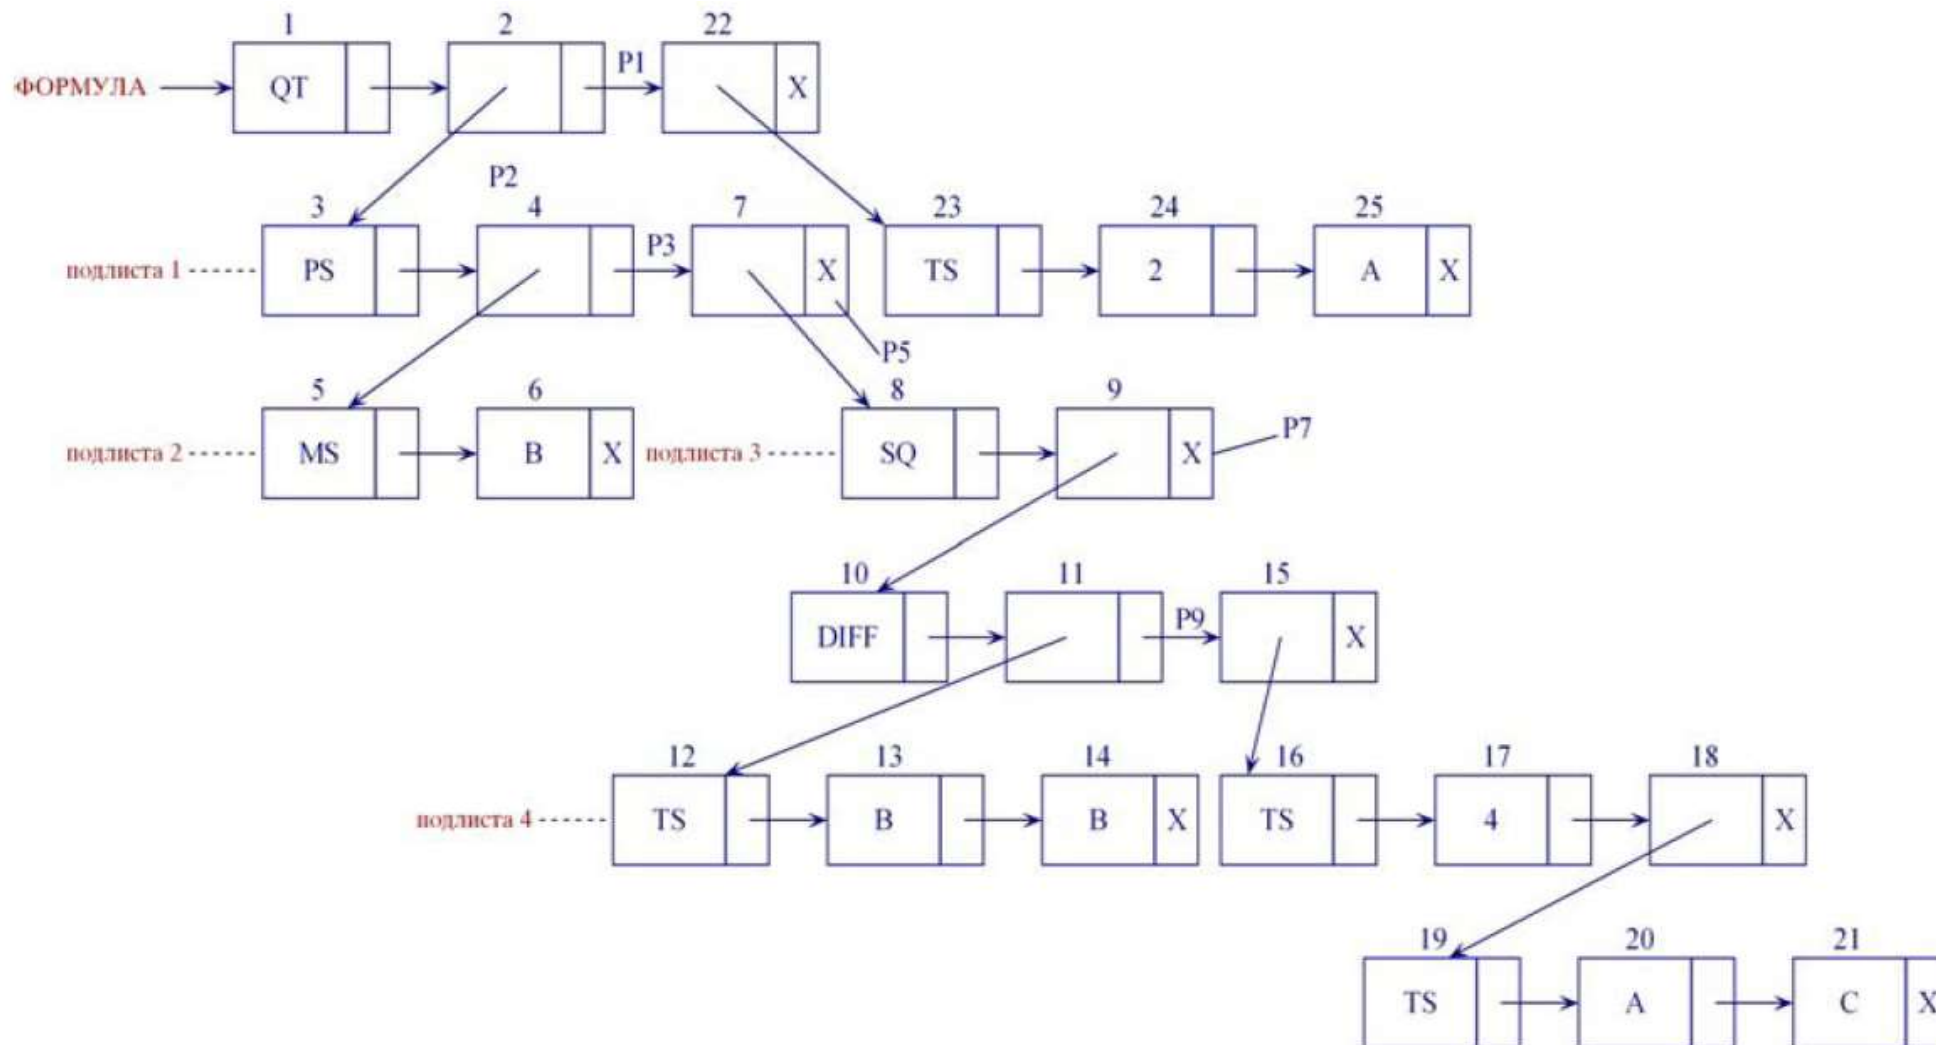 1 2 22
ФОРМУЛА QT P1 X
P2
3 4 7 23 24 25
подлиста 1 PS P3 X TS 2 A X
P5
5 6 8 9
подлиста 2 MS B X подлиста 3 SQ X P7
10 11 15
DIFF P9 X
12 13 14 16 17 18
подлиста 4 TS B B X TS 4 X
19 20 21
TS A C X